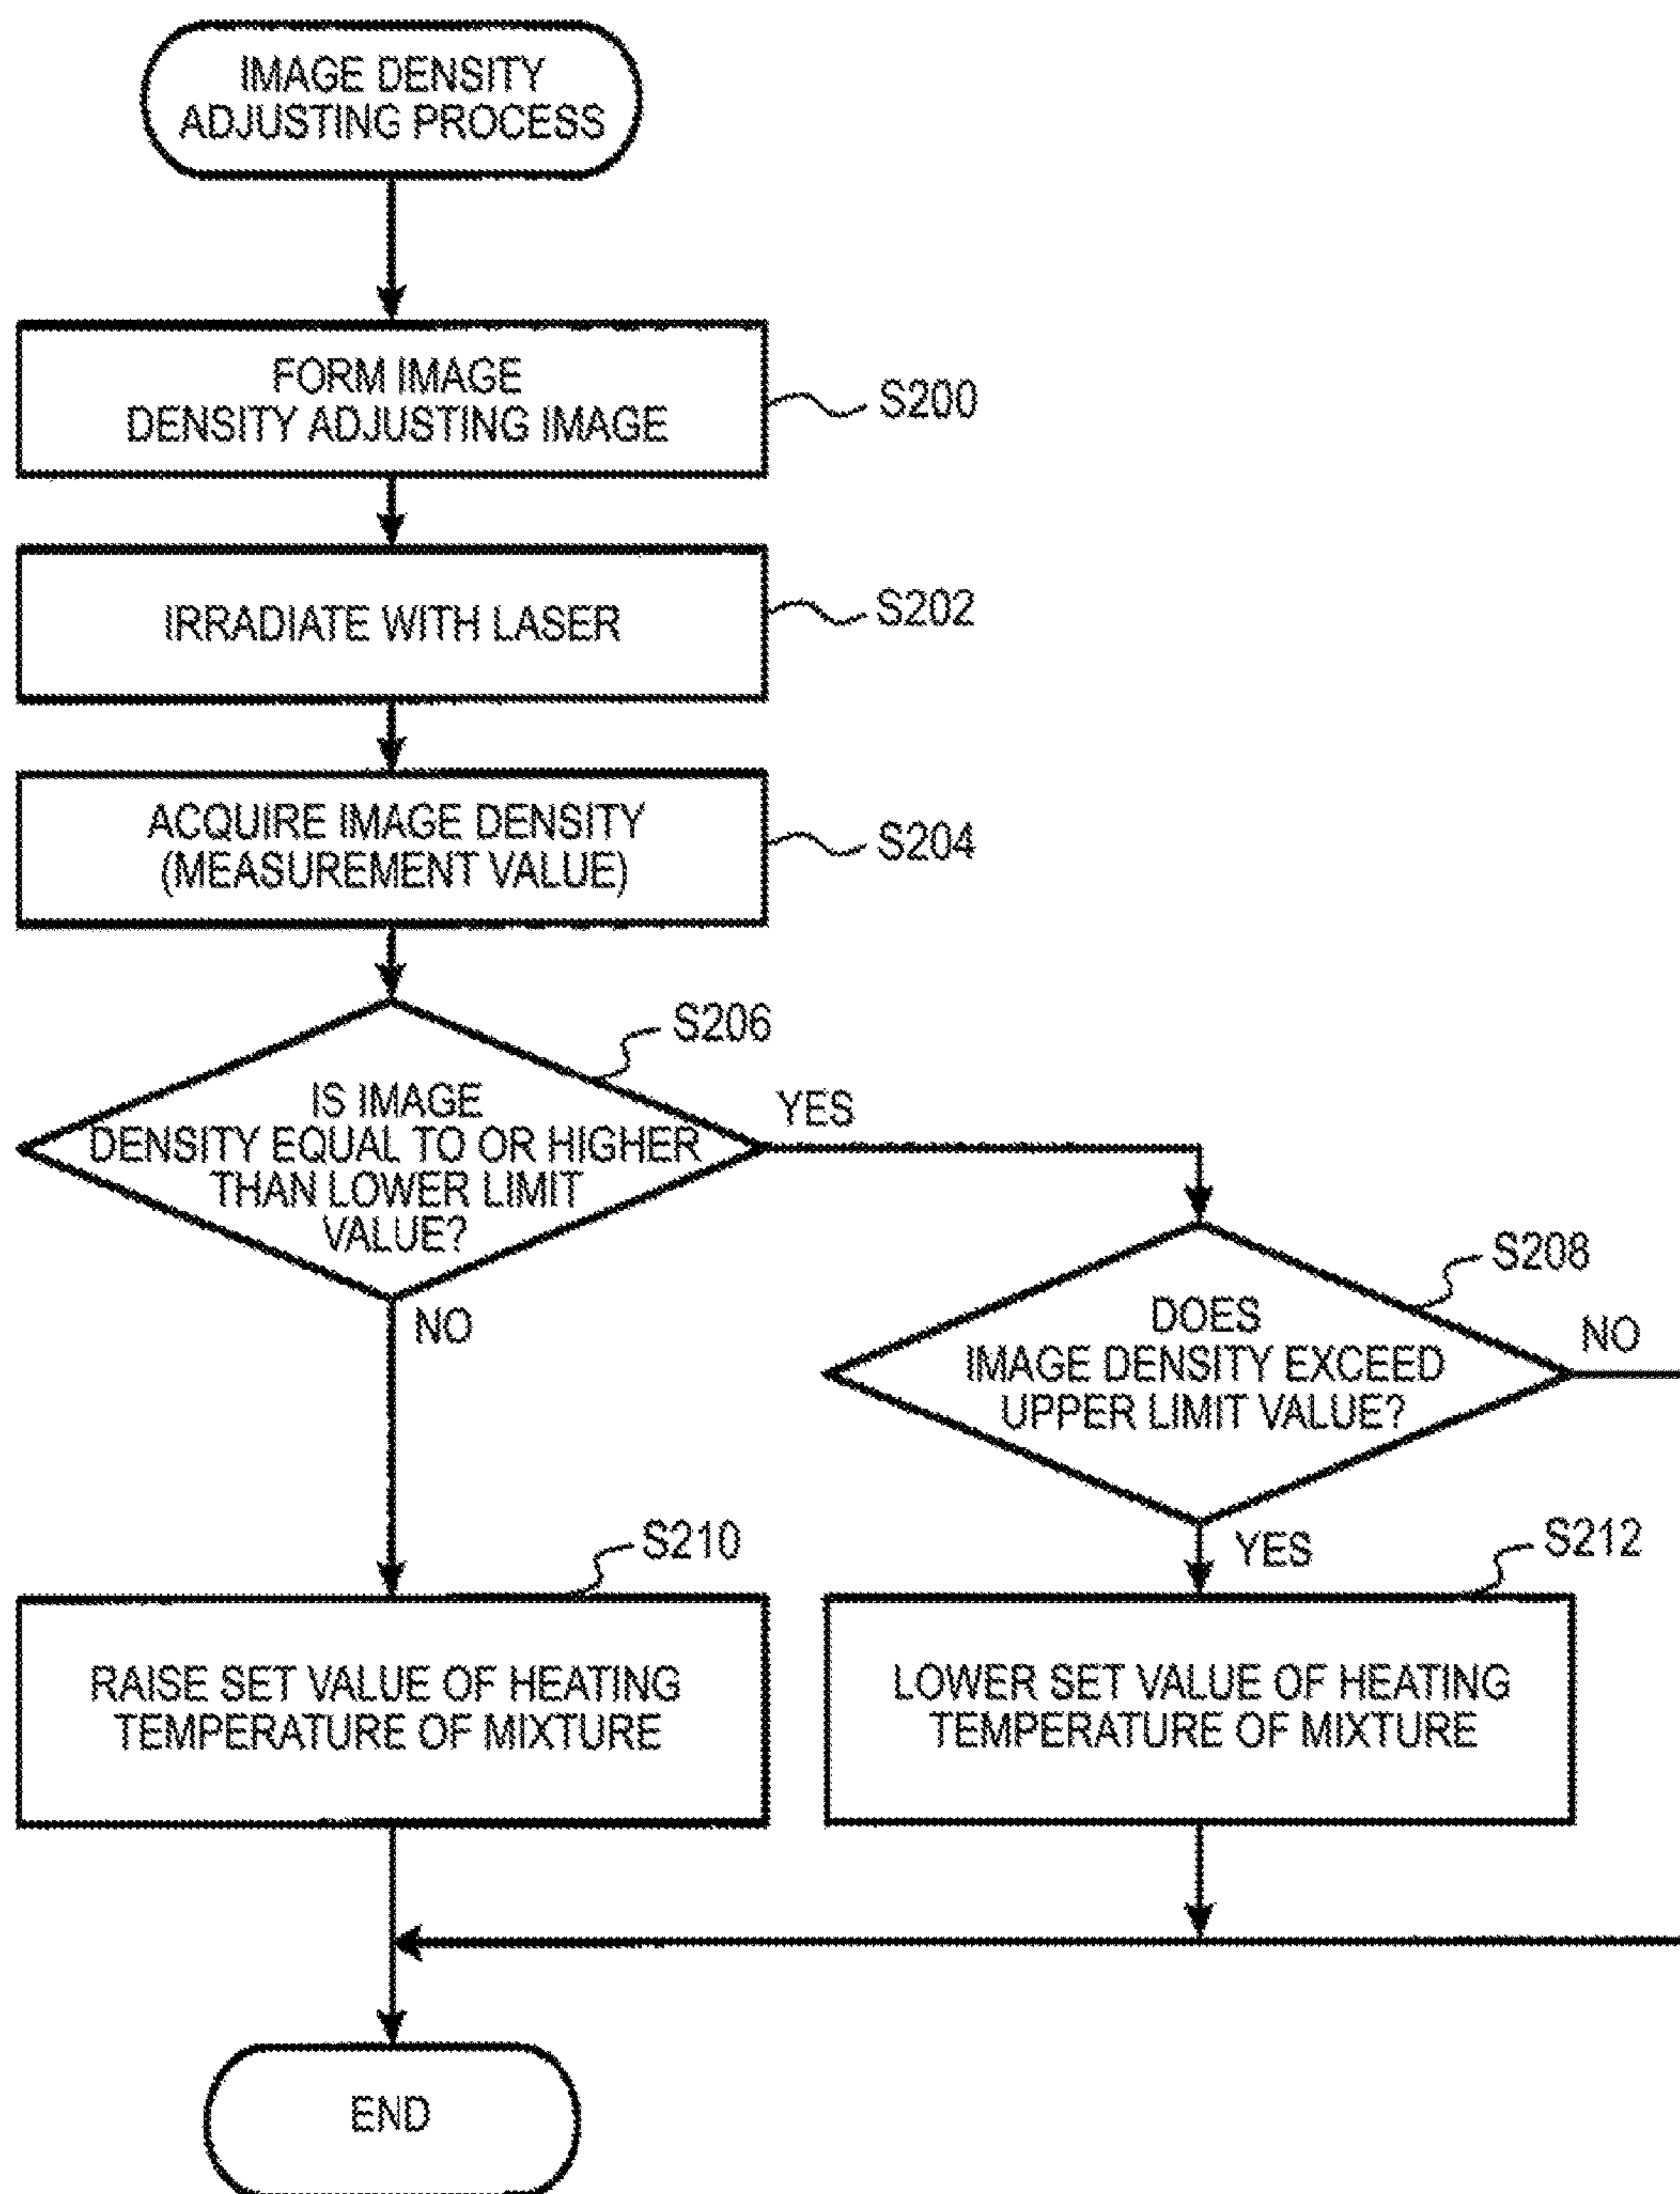 IMAGE DENSITY
ADJUSTING PROCESS
FORM IMAGE
DENSITY ADJUSTING IMAGE
S200
IRRADIATE WITH LASER
S202
ACQUIRE IMAGE DENSITY
(MEASUREMENT VALUE)
S204
S206
IS IMAGE
DENSITY EQUAL TO OR HIGHER
THAN LOWER LIMIT
VALUE?
YES
NO
S208
DOES
IMAGE DENSITY EXCEED
UPPER LIMIT VALUE?
NO
YES
S210
RAISE SET VALUE OF HEATING
TEMPERATURE OF MIXTURE
S212
LOWER SET VALUE OF HEATING
TEMPERATURE OF MIXTURE
END